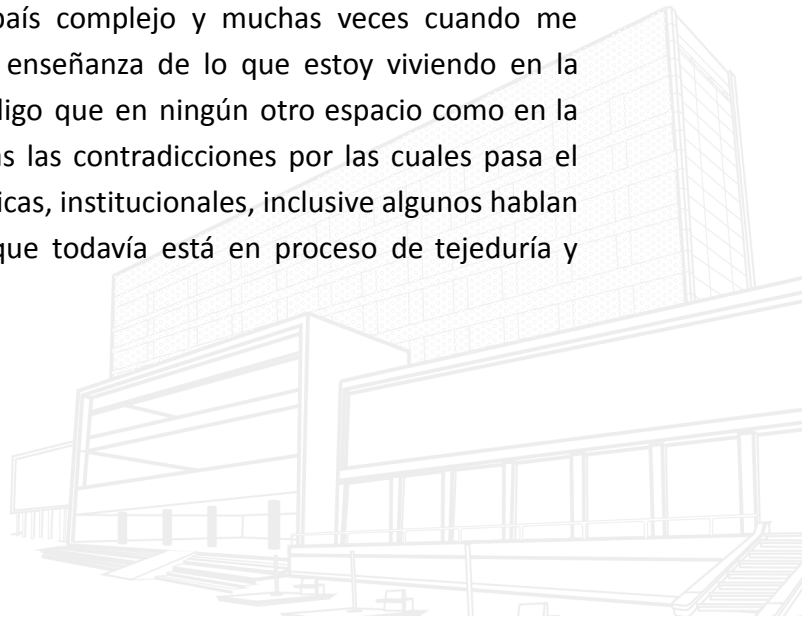 país complejo y muchas veces cuando me
enseñanza de lo que estoy viviendo en la
digo que en ningún otro espacio como en la
as las contradicciones por las cuales pasa el
icas, institucionales, inclusive algunos hablan
que todavía está en proceso de tejeduría y